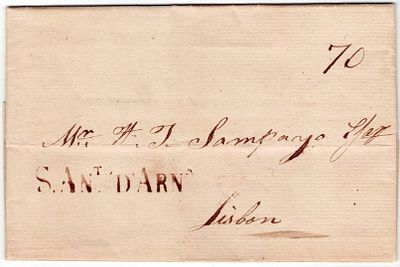 70
Mr. A. T. Sampayo Esqr
S. ANT.º D'ARN.ª
Lisbon